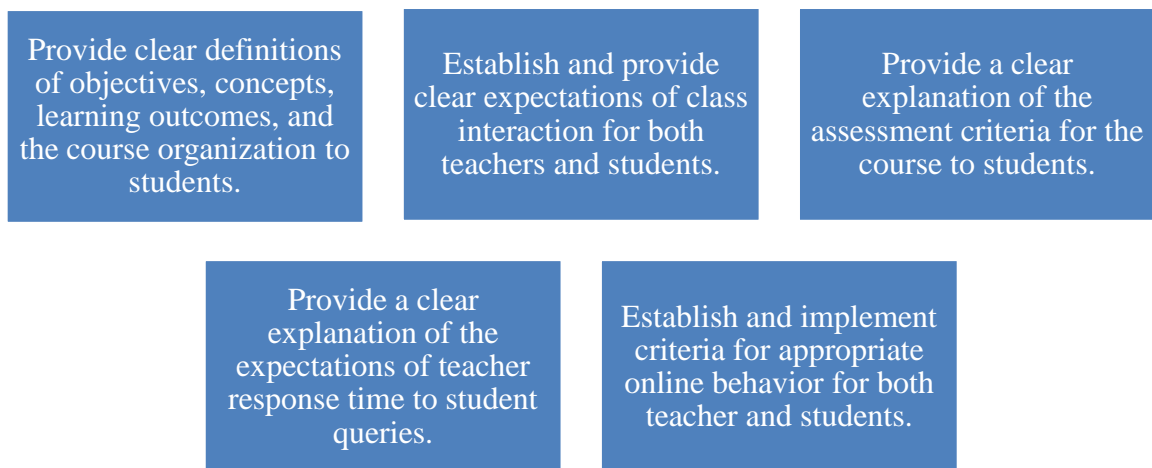 Provide clear definitions
of objectives, concepts,
learning outcomes, and
the course organization to
students.
Establish and provide
clear expectations of class
interaction for both
teachers and students.
Provide a clear
explanation of the
assessment criteria for the
course to students.
Provide a clear
explanation of the
expectations of teacher
response time to student
queries.
Establish and implement
criteria for appropriate
online behavior for both
teacher and students.